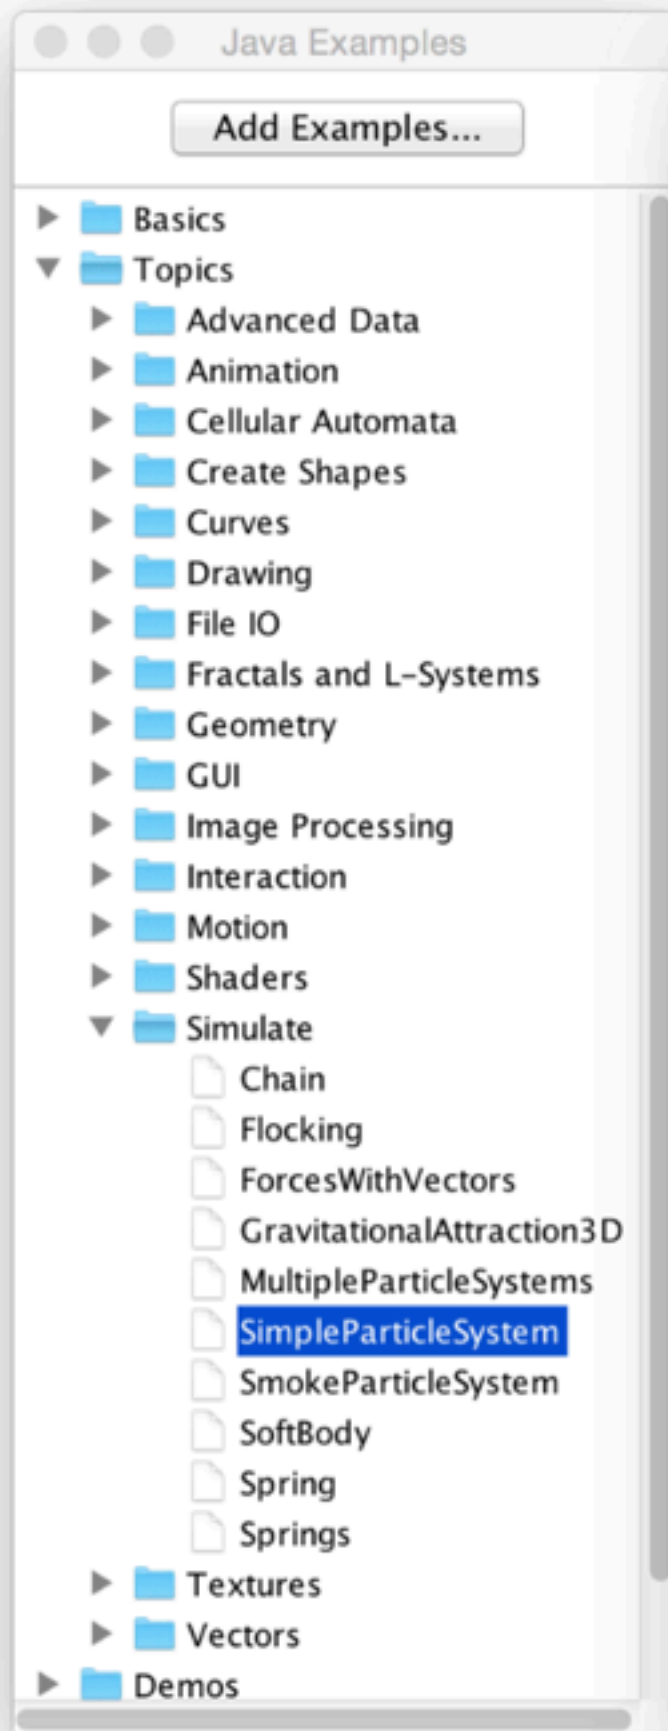 Java Examples
Add Examples...
Basics
Topics
Advanced Data
Animation
Cellular Automata
Create Shapes
Curves
Drawing
File IO
Fractals and L-Systems
Geometry
GUI
Image Processing
Interaction
Motion
Shaders
Simulate
Chain
Flocking
ForcesWithVectors
GravitationalAttraction3D
MultipleParticleSystems
SimpleParticleSystem
SmokeParticleSystem
SoftBody
Spring
Springs
Textures
Vectors
Demos